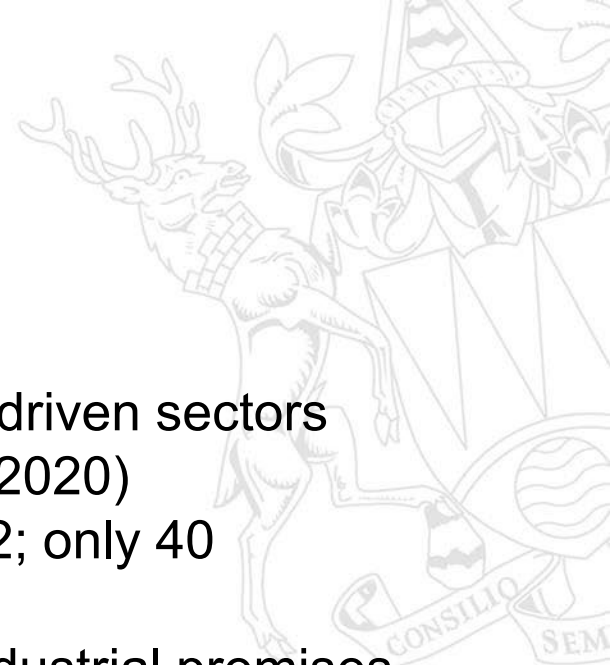 driven sectors
2020)
2; only 40
dustrial premises
CONSILIO
SEM